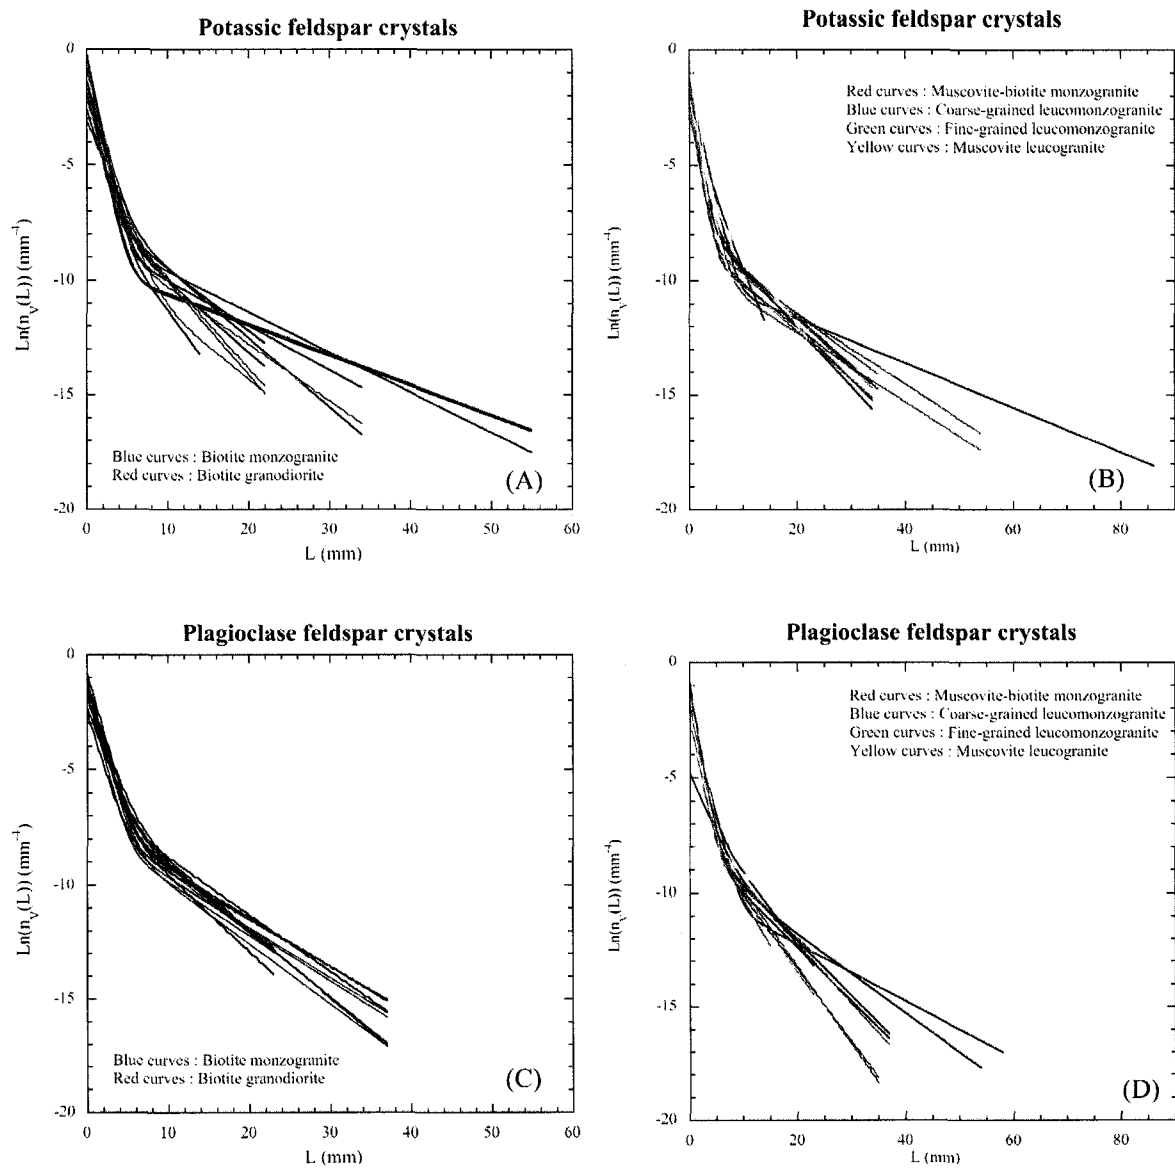 Potassic feldspar crystals
0
-5
-10
-15
-20
Ln(n_v(L)) (mm⁻¹)
Blue curves : Biotite monzogranite
Red curves : Biotite granodiorite
(A)
0 10 20 30 40 50 60
L (mm)
Potassic feldspar crystals
0
-5
-10
-15
-20
Ln(n_v(L)) (mm⁻¹)
Red curves : Muscovite-biotite monzogranite
Blue curves : Coarse-grained leucomonzogranite
Green curves : Fine-grained leucomonzogranite
Yellow curves : Muscovite leucogranite
(B)
0 20 40 60 80
L (mm)
Plagioclase feldspar crystals
0
-5
-10
-15
-20
Ln(n_v(L)) (mm⁻¹)
Blue curves : Biotite monzogranite
Red curves : Biotite granodiorite
(C)
0 10 20 30 40 50 60
L (mm)
Plagioclase feldspar crystals
0
-5
-10
-15
-20
Ln(n_v(L)) (mm⁻¹)
Red curves : Muscovite-biotite monzogranite
Blue curves : Coarse-grained leucomonzogranite
Green curves : Fine-grained leucomonzogranite
Yellow curves : Muscovite leucogranite
(D)
0 20 40 60 80
L (mm)